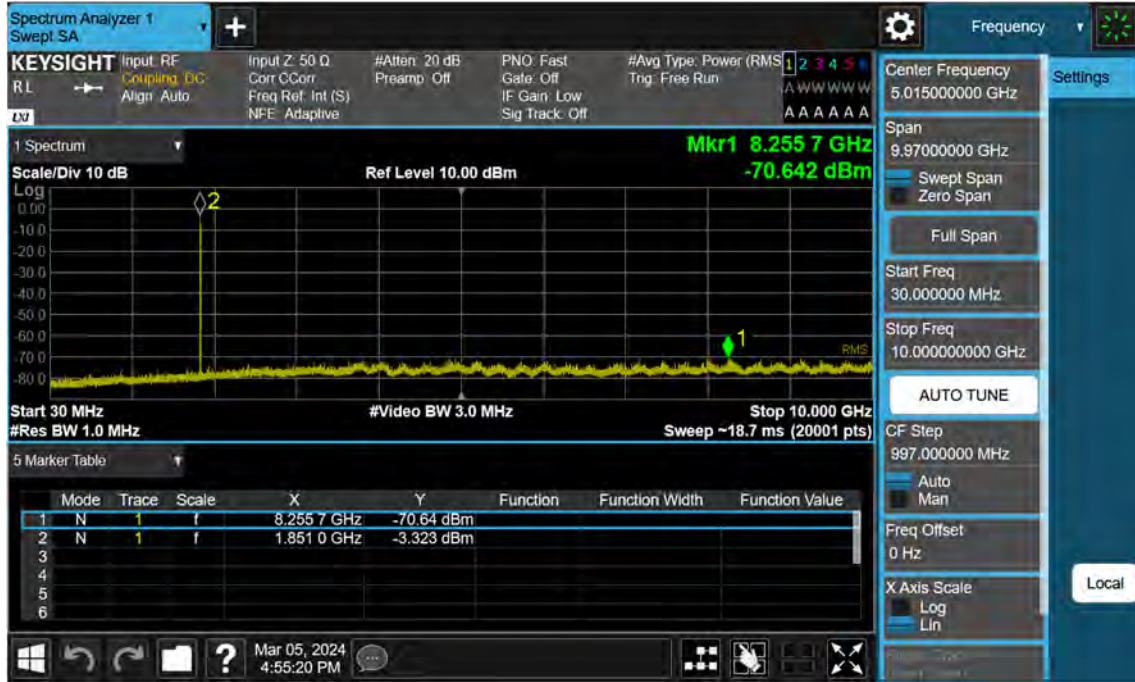 Spectrum Analyzer 1
Swept SA
Frequency
KEYSIGHT
Input: RF
Input Z: 50 Ω
#Atten: 20 dB
PNO: Fast
#Avg Type: Power (RMS
1 2 3 4 5 6
RL
Coupling: DC
Corr CCorr
Preamp: Off
Gate: Off
Trig: Free Run
A W W W W W
Align: Auto
Freq Ref: Int (S)
IF Gain: Low
LXI
NFE: Adaptive
Sig Track: Off
A A A A A A
Center Frequency
5.015000000 GHz
Settings
1 Spectrum
Mkr1 8.255 7 GHz
Scale/Div 10 dB
Ref Level 10.00 dBm
-70.642 dBm
Log
0.00
-10.0
-20.0
-30.0
-40.0
-50.0
-60.0
-70.0
-80.0
2
1
RMS
Start 30 MHz
#Video BW 3.0 MHz
Stop 10.000 GHz
#Res BW 1.0 MHz
Sweep ~18.7 ms (20001 pts)
Span
9.97000000 GHz
Swept Span
Zero Span
Full Span
Start Freq
30.000000 MHz
Stop Freq
10.000000000 GHz
AUTO TUNE
CF Step
997.000000 MHz
Auto
Man
Freq Offset
0 Hz
X Axis Scale
Log
Lin
Local
5 Marker Table
Mode Trace Scale X Y Function Function Width Function Value
1 N 1 f 8.255 7 GHz -70.64 dBm
2 N 1 f 1.851 0 GHz -3.323 dBm
3
4
5
6
?
Mar 05, 2024
4:55:20 PM